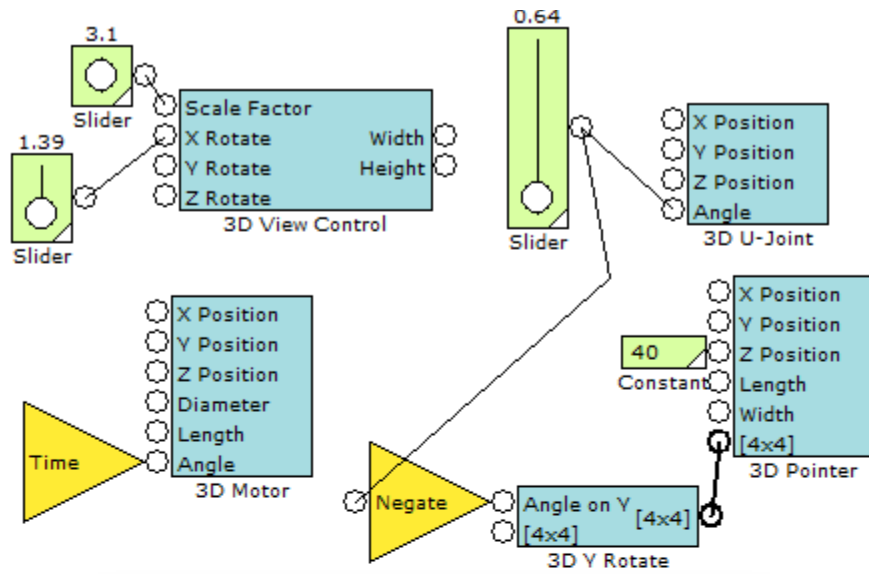 3.1
Slider
1.39
Slider
Scale Factor
X Rotate
Y Rotate
Z Rotate
Width
Height
3D View Control
0.64
Slider
X Position
Y Position
Z Position
Angle
3D U-Joint
X Position
Y Position
Z Position
Diameter
Length
Angle
3D Motor
Time
Negate
Angle on Y
[4x4]
[4x4]
3D Y Rotate
40
Constant
X Position
Y Position
Z Position
Length
Width
[4x4]
3D Pointer